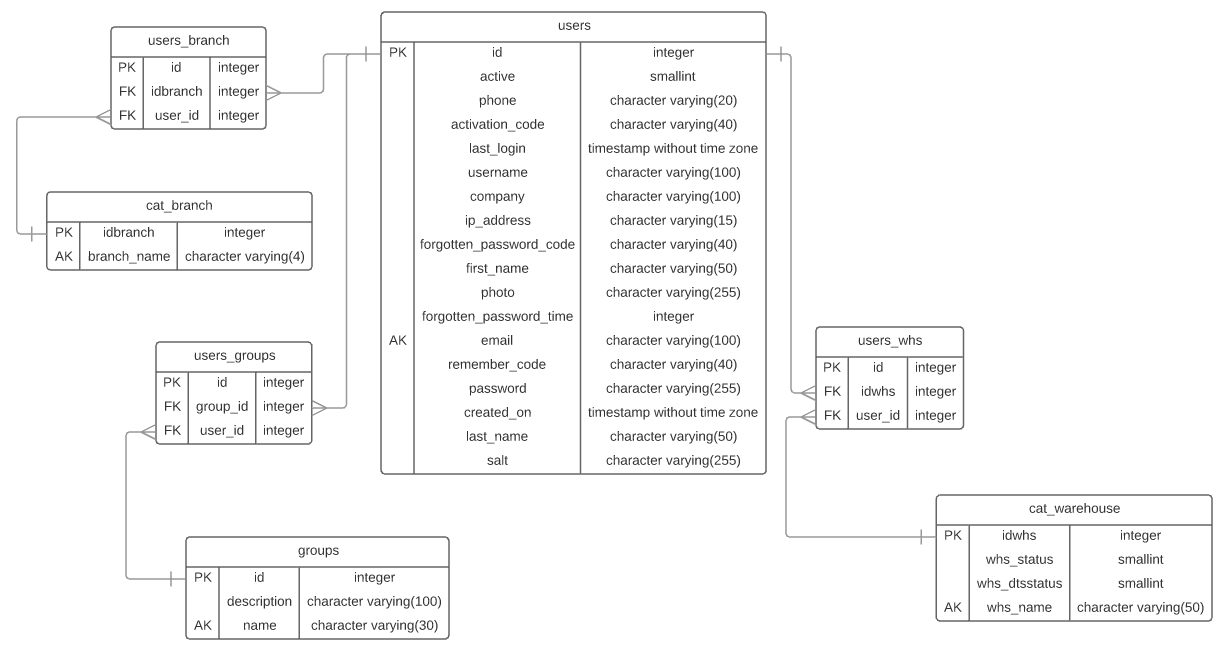 users_branch
PK id integer
FK idbranch integer
FK user_id integer
cat_branch
PK idbranch integer
AK branch_name character varying(4)
users_groups
PK id integer
FK group_id integer
FK user_id integer
groups
PK id integer
description character varying(100)
AK name character varying(30)
users
PK id integer
active smallint
phone character varying(20)
activation_code character varying(40)
last_login timestamp without time zone
username character varying(100)
company character varying(100)
ip_address character varying(15)
forgotten_password_code character varying(40)
first_name character varying(50)
photo character varying(255)
forgotten_password_time integer
AK email character varying(100)
remember_code character varying(40)
password character varying(255)
created_on timestamp without time zone
last_name character varying(50)
salt character varying(255)
users_whs
PK id integer
FK idwhs integer
FK user_id integer
cat_warehouse
PK idwhs integer
whs_status smallint
whs_dtsstatus smallint
AK whs_name character varying(50)